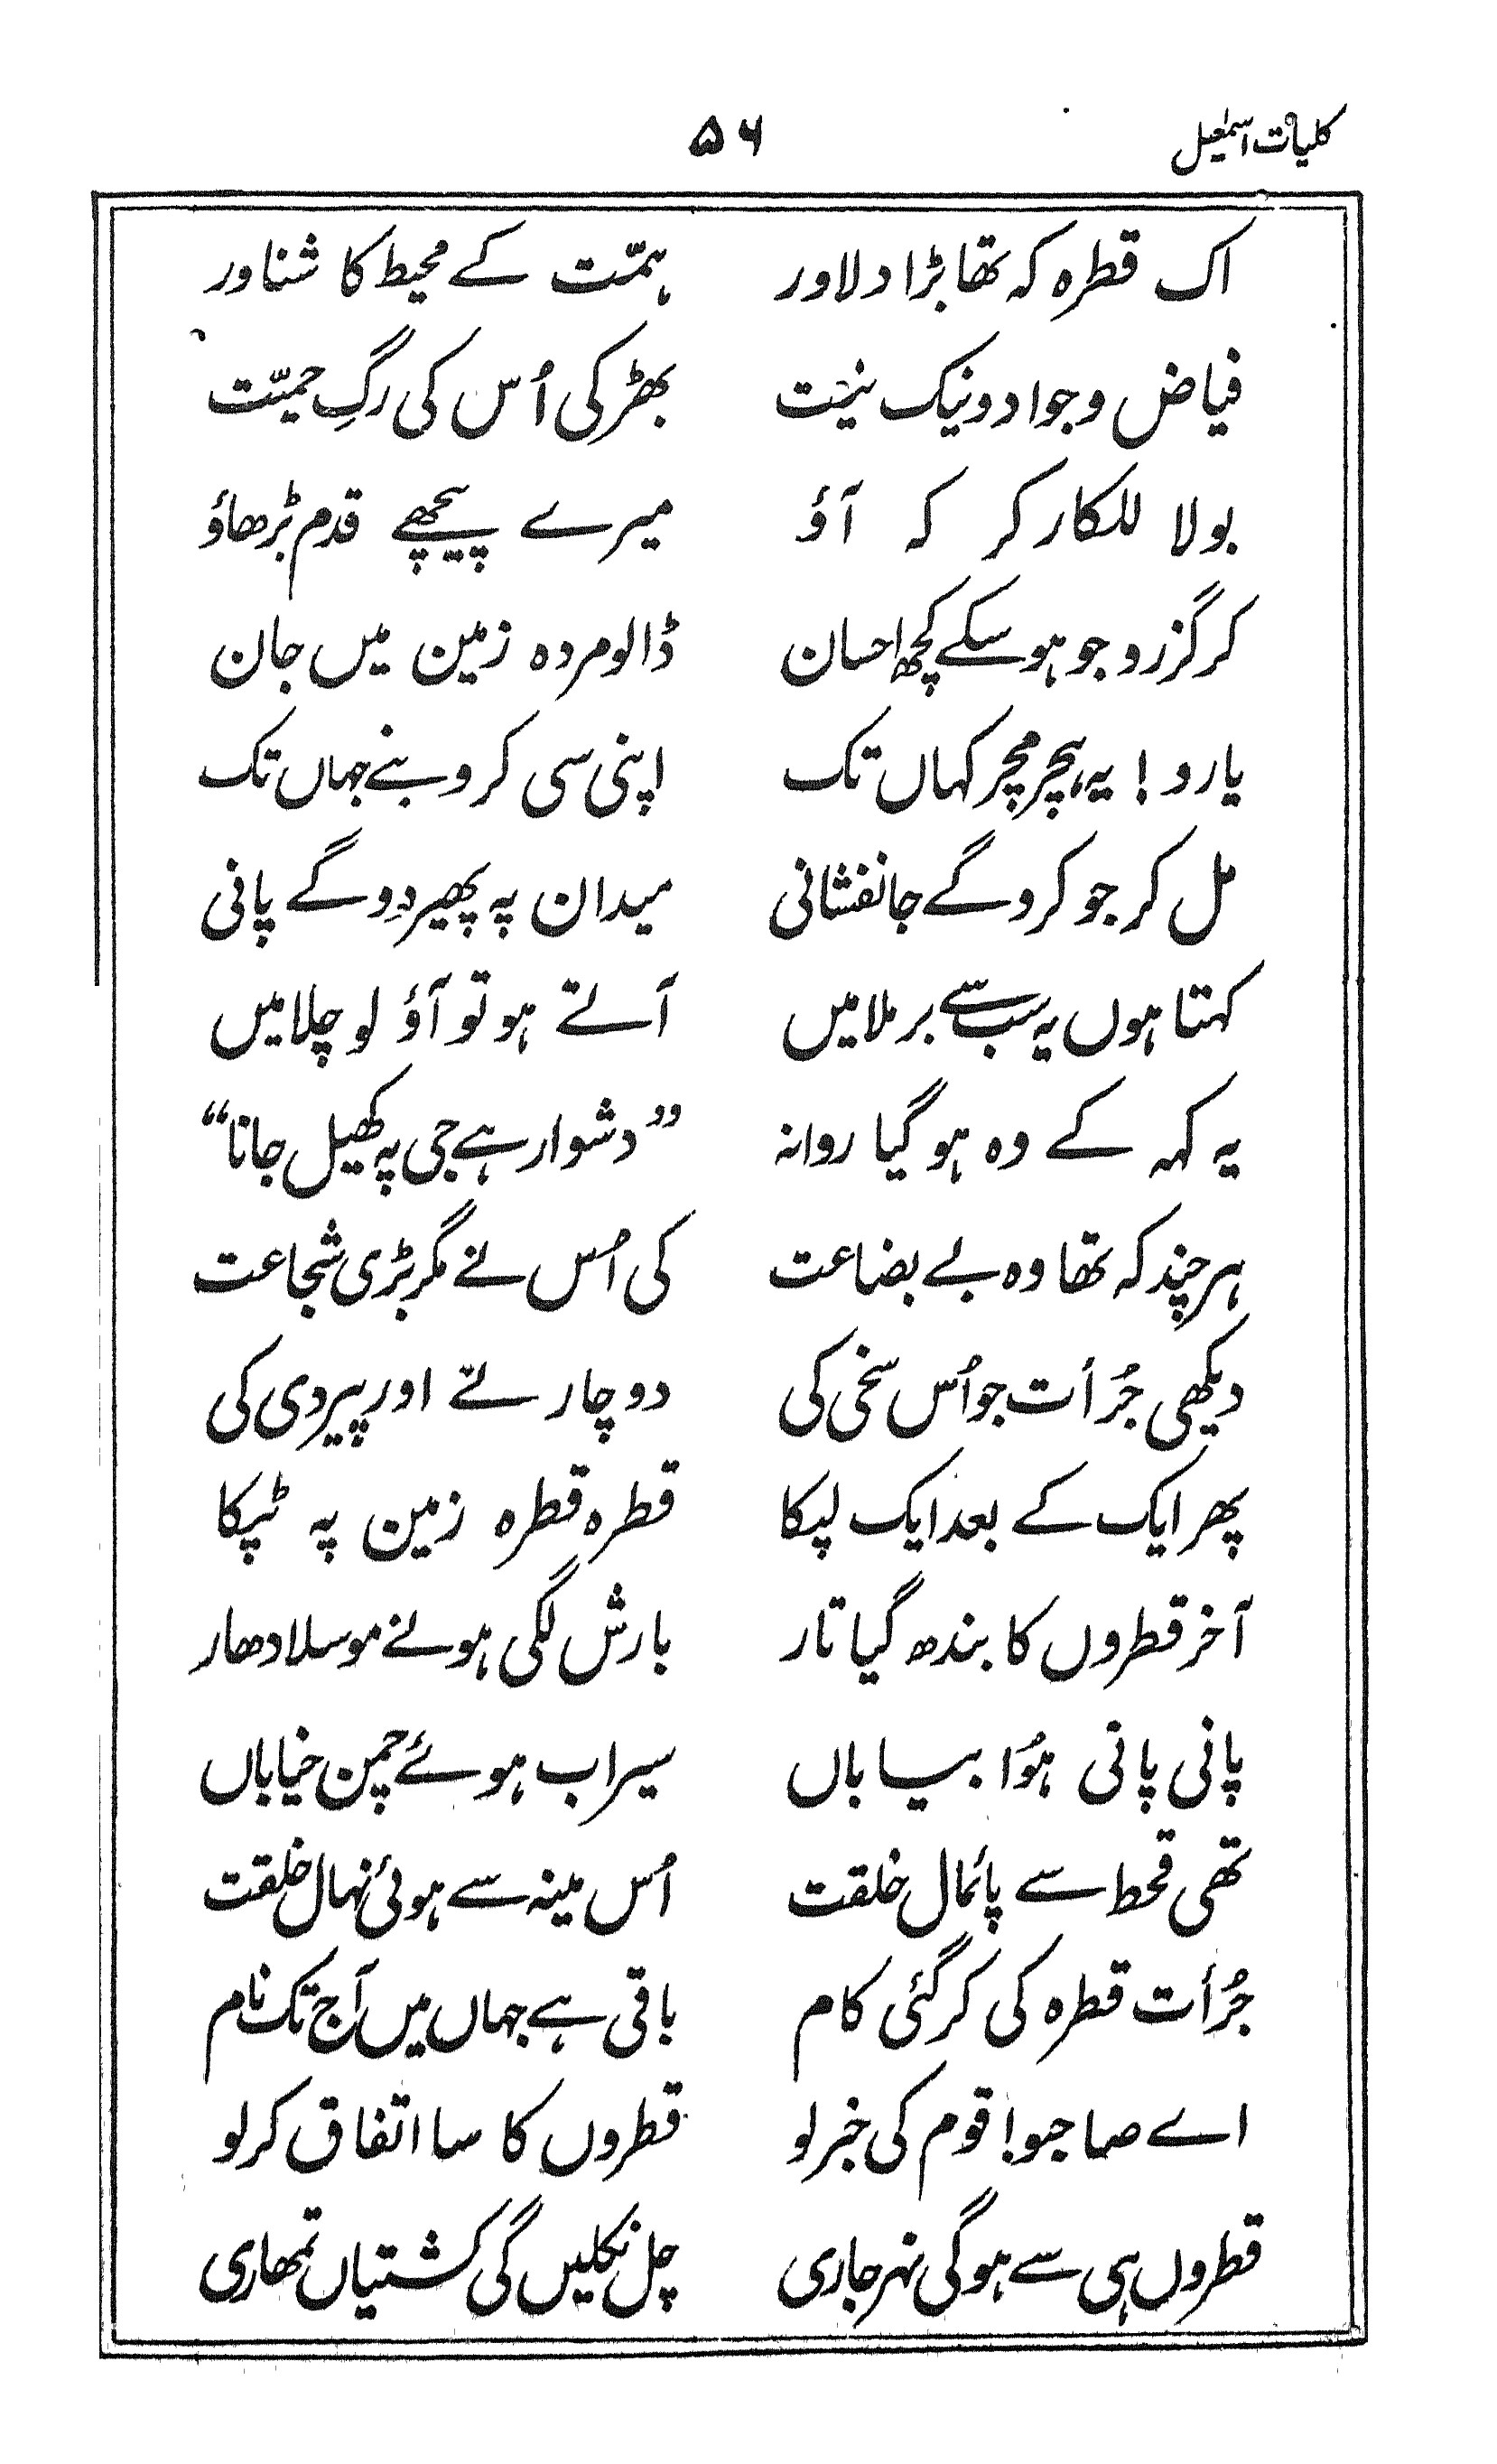 کلیات اسمٰعیل ۵۶
اک قطرہ کہ تھا بڑا دلاور ہمّت کے محیط کا شناور
فیاض و جواد و نیک نیّت بھڑکی اُس کی رگِ حمیّت
بولا للکار کر کہ آؤ میرے پیچھے قدم بڑھاؤ
کر گزرو جو ہو سکے کچھ احسان ڈالو مردہ زمین میں جان
یارو! یہ ہچر مچر کہاں تک اپنی سی کرو بنے جہاں تک
مل کر جو کرو گے جانفشانی میدان پہ پھیر دوگے پانی
کہتا ہوں یہ سب سے برملا میں آتے ہو تو آؤ لو چلا میں
یہ کہہ کے وہ ہو گیا روانہ ”دشوار ہے جی پہ کھیل جانا“
ہر چند کہ تھا وہ بے بضاعت کی اُس نے مگر بڑی شجاعت
دیکھی جُرأت جو اُس سخی کی دو چار نے اور پیروی کی
پھر ایک کے بعد ایک لپکا قطرہ قطرہ زمین پہ ٹپکا
آخر قطروں کا بندھ گیا تار بارش لگی ہونے موسلا دھار
پانی پانی ہُوا بیاباں سیراب ہوئے چمن خیاباں
تھی قحط سے پائمال خلقت اُس مینہ سے ہوئی نہال خلقت
جُرأت قطرہ کی کر گئی کام باقی ہے جہاں میں آج تک نام
اے صاحبو! قوم کی خبر لو قطروں کا سا اتفاق کر لو
قطروں ہی سے ہوگی نہر جاری چل نکلیں گی کشتیاں تمھاری